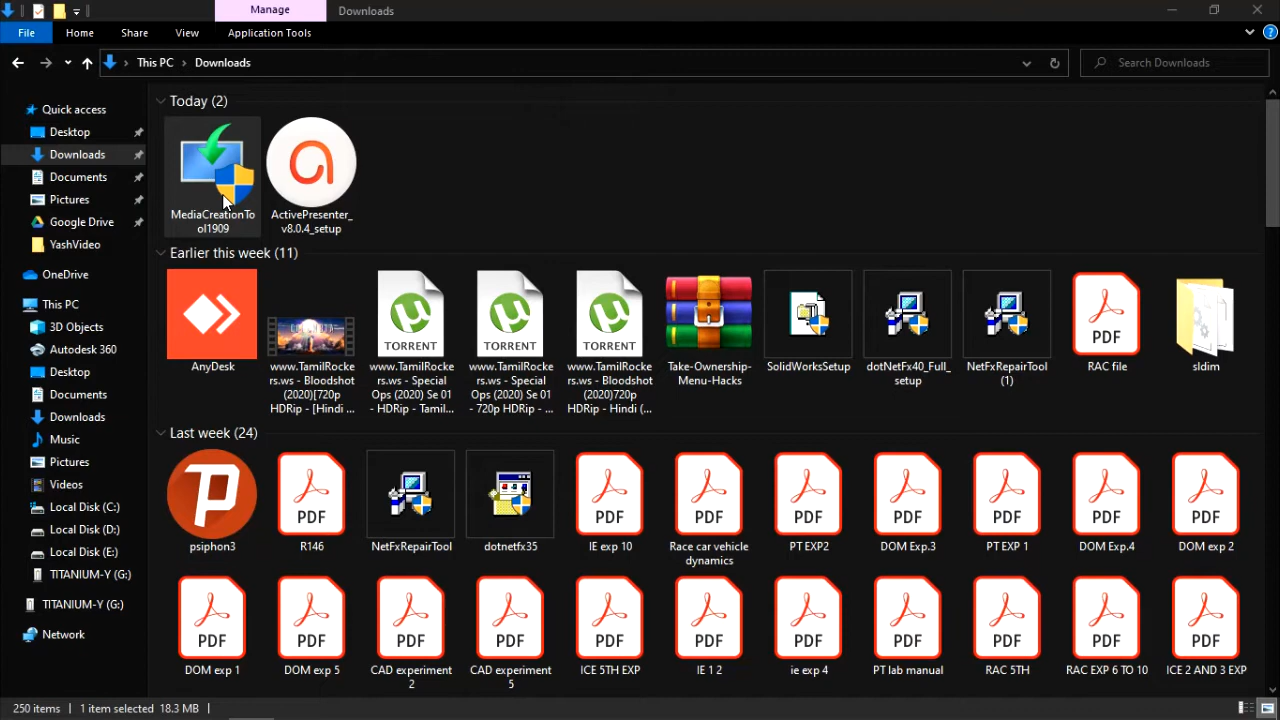 Manage
Downloads
File
Home
Share
View
Application Tools
This PC
Downloads
Search Downloads
Quick access
Desktop
Downloads
Documents
Pictures
Google Drive
YashVideo
OneDrive
This PC
3D Objects
Autodesk 360
Desktop
Documents
Downloads
Music
Pictures
Videos
Local Disk (C:)
Local Disk (D:)
Local Disk (E:)
TITANIUM-Y (G:)
TITANIUM-Y (G:)
Network
Today (2)
MediaCreationTo
ol1909
ActivePresenter_
v8.0.4_setup
Earlier this week (11)
AnyDesk
www.TamilRocke
rs.ws - Bloodshot
(2020)[720p
HDRip - [Hindi ...
TORRENT
www.TamilRocke
rs.ws - Special
Ops (2020) Se 01
- HDRip - Tamil...
TORRENT
www.TamilRocke
rs.ws - Special
Ops (2020) Se 01
- 720p HDRip - ...
TORRENT
www.TamilRocke
rs.ws - Bloodshot
(2020)720p
HDRip - Hindi (...
Take-Ownership-
Menu-Hacks
SolidWorksSetup
dotNetFx40_Full_
setup
NetFxRepairTool
(1)
PDF
RAC file
sldim
Last week (24)
psiphon3
PDF
R146
NetFxRepairTool
dotnetfx35
PDF
IE exp 10
PDF
Race car vehicle
dynamics
PDF
PT EXP2
PDF
DOM Exp.3
PDF
PT EXP 1
PDF
DOM Exp.4
PDF
DOM exp 2
PDF
DOM exp 1
PDF
DOM exp 5
PDF
CAD experiment
2
PDF
CAD experiment
5
PDF
ICE 5TH EXP
PDF
IE 1 2
PDF
ie exp 4
PDF
PT lab manual
PDF
RAC 5TH
PDF
RAC EXP 6 TO 10
PDF
ICE 2 AND 3 EXP
250 items
1 item selected 18.3 MB